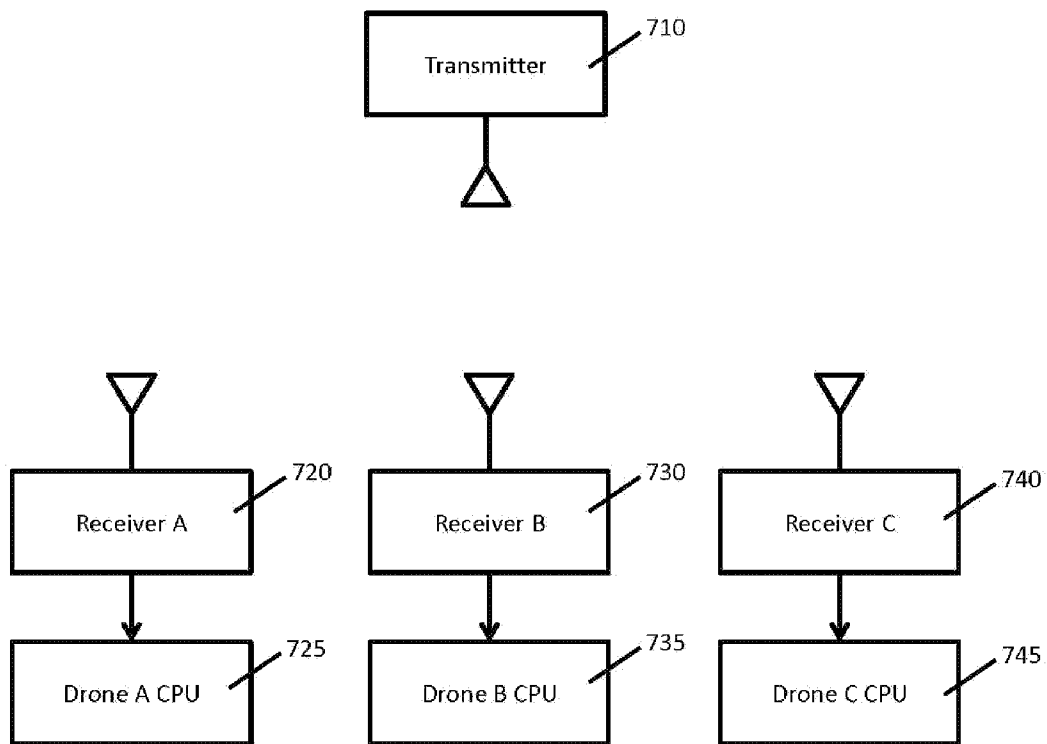 710
Transmitter
720
730
740
Receiver A
Receiver B
Receiver C
725
735
745
Drone A CPU
Drone B CPU
Drone C CPU